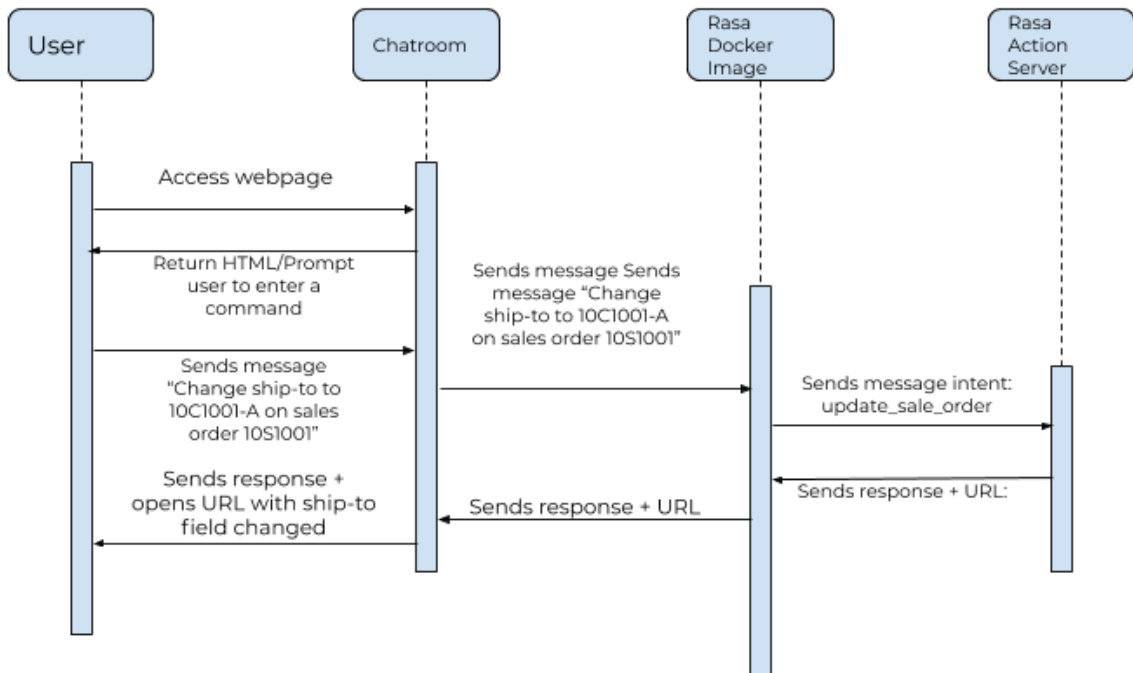 User
Chatroom
Rasa
Docker
Image
Rasa
Action
Server
Access webpage
Return HTML/Prompt
user to enter a
command
Sends message Sends
message “Change
ship-to to 10C1001-A
on sales order 10S1001”
Sends message
“Change ship-to to
10C1001-A on sales
order 10S1001”
Sends message intent:
update_sale_order
Sends response + URL:
Sends response + URL
Sends response +
opens URL with ship-to
field changed